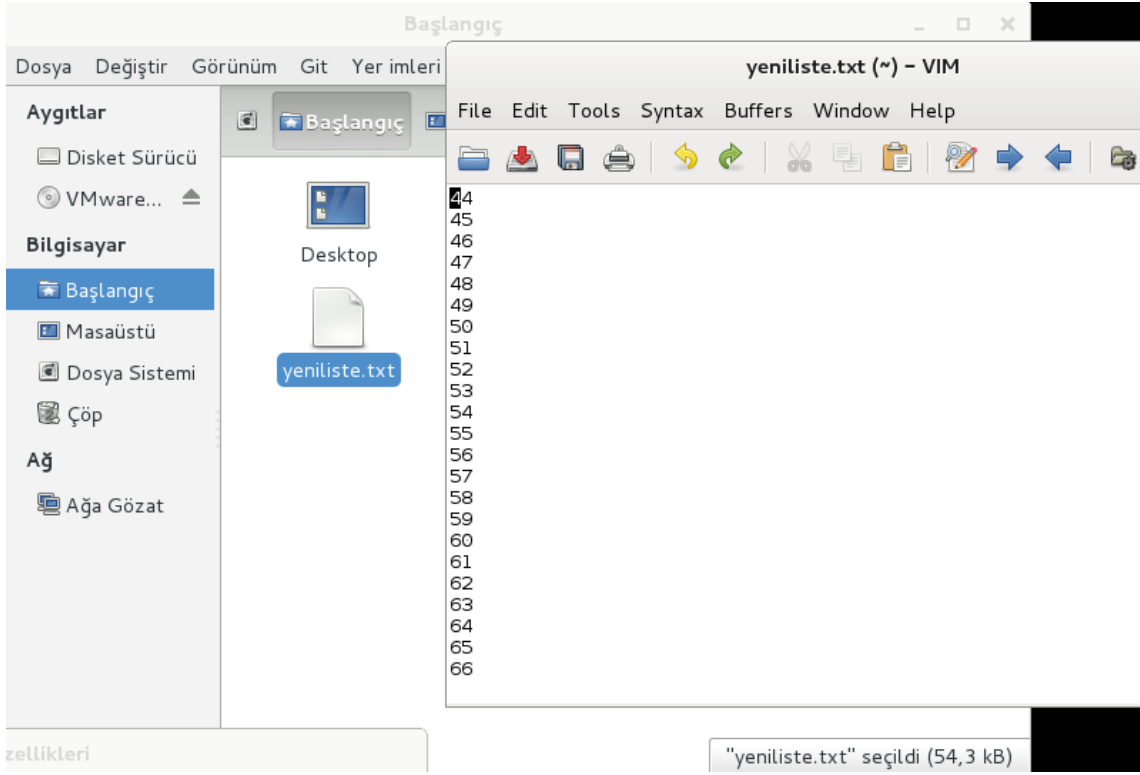 Başlangıç
Dosya Değiştir Görünüm Git Yer imleri
Aygıtlar
Disket Sürücü
VMware...
Bilgisayar
Başlangıç
Masaüstü
Dosya Sistemi
Çöp
Ağ
Ağa Gözat
Başlangıç
Desktop
yeniliste.txt
yeniliste.txt (~) – VIM
File Edit Tools Syntax Buffers Window Help
44
45
46
47
48
49
50
51
52
53
54
55
56
57
58
59
60
61
62
63
64
65
66
zellikleri
"yeniliste.txt" seçildi (54,3 kB)